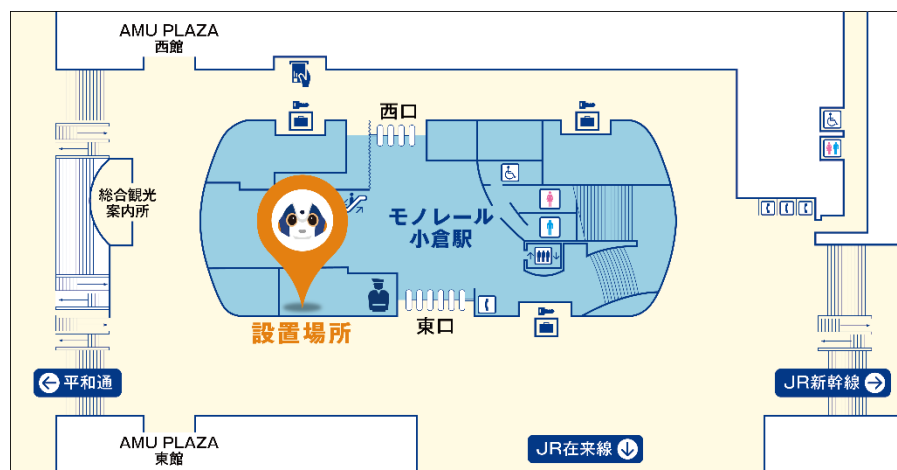 AMU PLAZA
西館
西口
総合観光
案内所
モノレール
小倉駅
東口
設置場所
平和通
JR新幹線
AMU PLAZA
東館
JR在来線